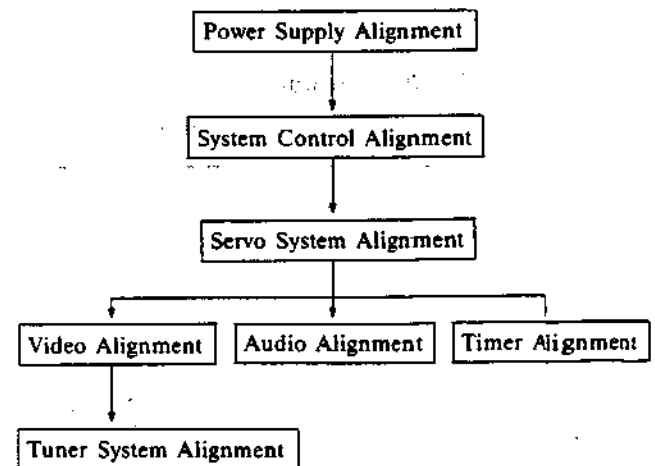 Power Supply Alignment
System Control Alignment
Servo System Alignment
Video Alignment
Audio Alignment
Timer Alignment
Tuner System Alignment